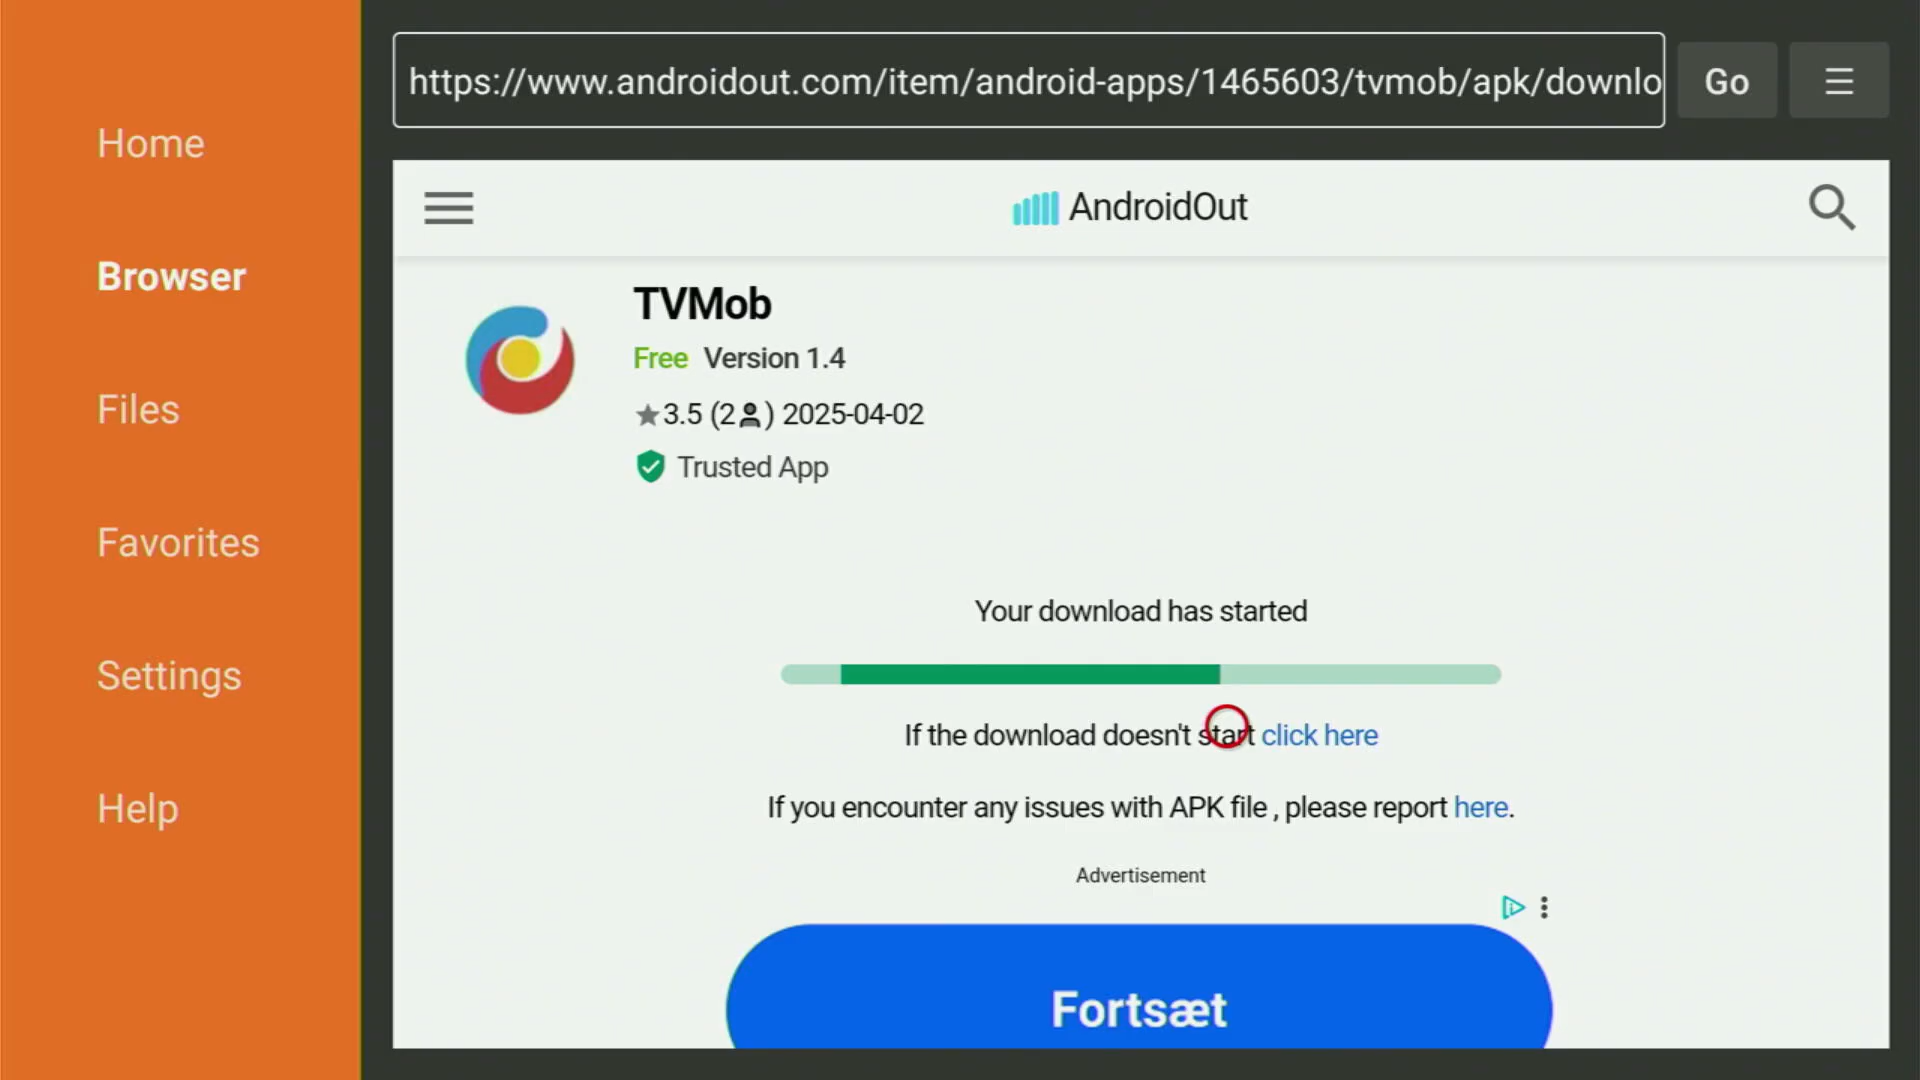 Home
Browser
Files
Favorites
Settings
Help
https://www.androidout.com/item/android-apps/1465603/tvmob/apk/downlo
Go
AndroidOut
TVMob
Free Version 1.4
3.5 (2) 2025-04-02
Trusted App
Your download has started
If the download doesn't start click here
If you encounter any issues with APK file , please report here.
Advertisement
Fortsæt